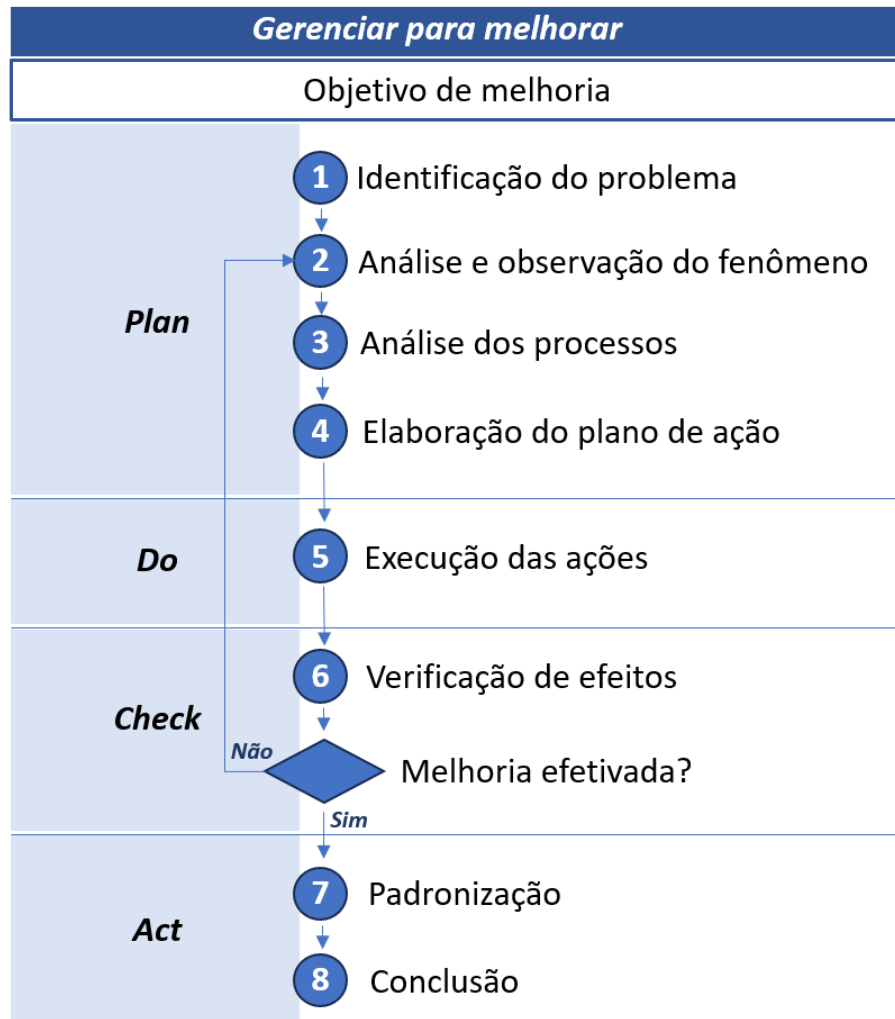 Gerenciar para melhorar
Objetivo de melhoria
Plan
1 Identificação do problema
2 Análise e observação do fenômeno
3 Análise dos processos
4 Elaboração do plano de ação
Do
5 Execução das ações
Check
6 Verificação de efeitos
Não
Melhoria efetivada?
Sim
Act
7 Padronização
8 Conclusão